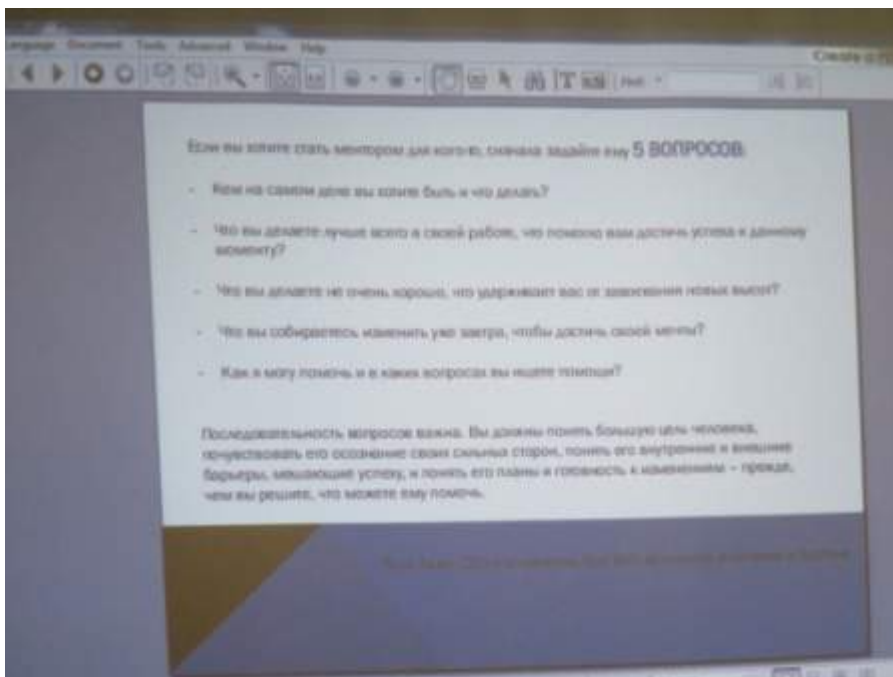 Language Document Tools Advanced Window Help
Create
Если вы хотите стать ментором для кого-то, сначала задайте ему 5 ВОПРОСОВ:
- Кем на самом деле вы хотите быть и что делать?
- Что вы делаете лучше всего в своей работе, что помогло вам достичь успеха к данному
моменту?
- Что вы делаете не очень хорошо, что удерживает вас от завоевания новых высот?
- Что вы собираетесь изменить уже завтра, чтобы достичь своей мечты?
- Как я могу помочь и в каких вопросах вы ищете помощи?
Последовательность вопросов важна. Вы должны понять большую цель человека,
почувствовать его осознание своих сильных сторон, понять его внутренние и внешние
барьеры, мешающие успеху, и понять его планы и готовность к изменениям – прежде,
чем вы решите, что можете ему помочь.